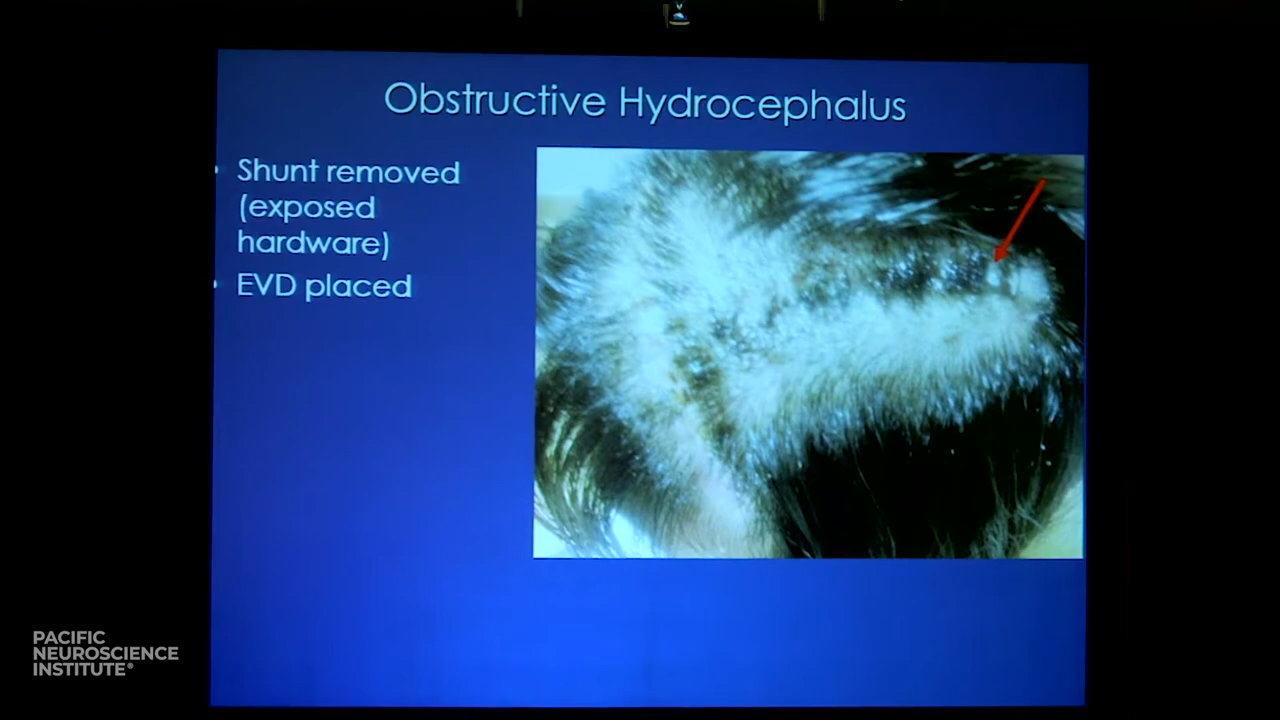 Obstructive Hydrocephalus
• Shunt removed
(exposed
hardware)
• EVD placed
PACIFIC
NEUROSCIENCE
INSTITUTE®